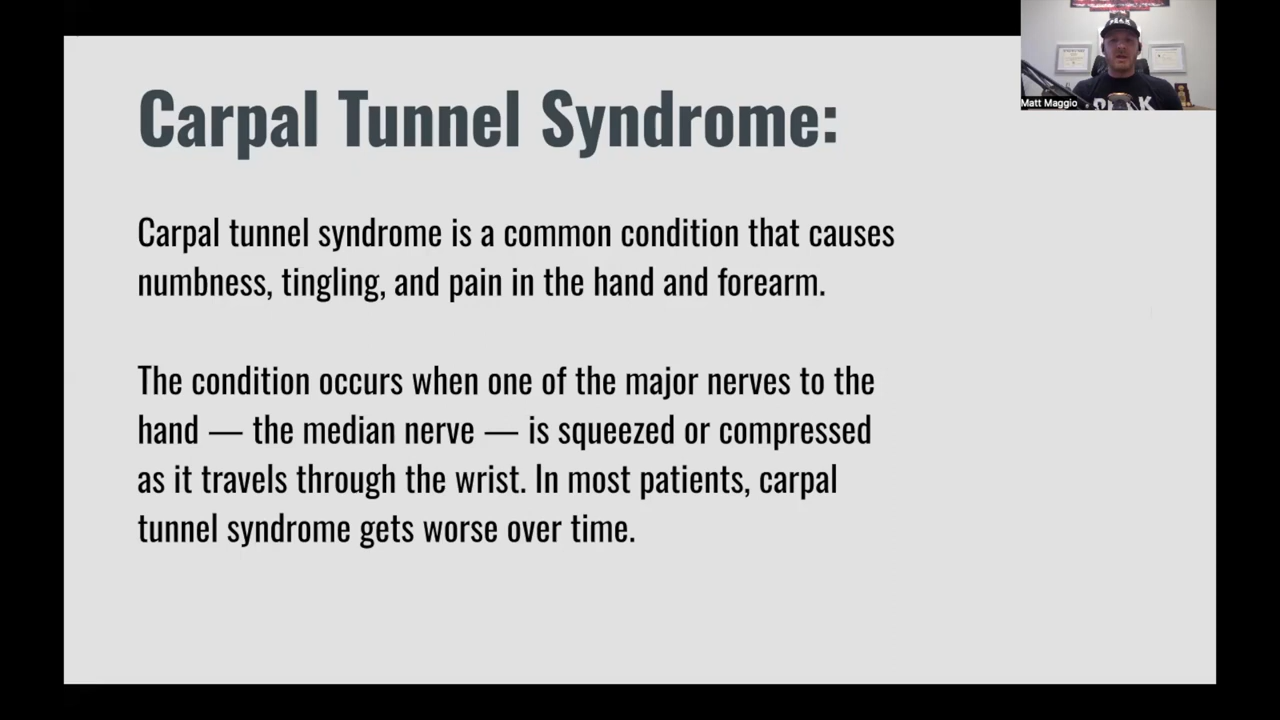 Carpal Tunnel Syndrome:
Carpal tunnel syndrome is a common condition that causes
numbness, tingling, and pain in the hand and forearm.
The condition occurs when one of the major nerves to the
hand — the median nerve — is squeezed or compressed
as it travels through the wrist. In most patients, carpal
tunnel syndrome gets worse over time.
PEAK
Matt Maggio